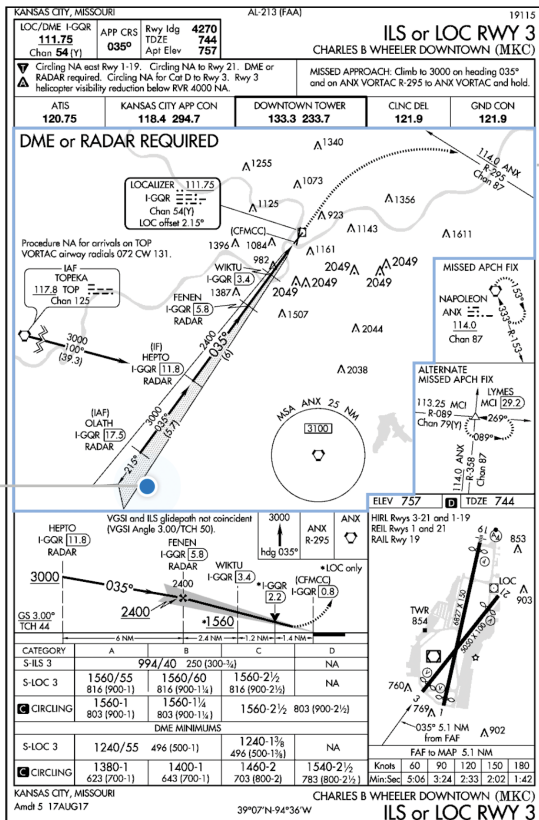 KANSAS CITY, MISSOURI
AL-213 (FAA)
19115
LOC/DME I-GQR
111.75
Chan 54 (Y)
APP CRS
035°
Rwy ldg 4270
TDZE 744
Apt Elev 757
ILS or LOC RWY 3
CHARLES B WHEELER DOWNTOWN (MKC)
T
A
Circling NA east Rwy 1-19. Circling NA to Rwy 21. DME or
RADAR required. Circling NA for Cat D to Rwy 3. Rwy 3
helicopter visibility reduction below RVR 4000 NA.
MISSED APPROACH: Climb to 3000 on heading 035°
and on ANX VORTAC R-295 to ANX VORTAC and hold.
ATIS
120.75
KANSAS CITY APP CON
118.4 294.7
DOWNTOWN TOWER
133.3 233.7
CLNC DEL
121.9
GND CON
121.9
DME or RADAR REQUIRED
1340
1255
114.0 ANX
R-295
Chan 87
LOCALIZER 111.75
I-GQR
Chan 54(Y)
LOC offset 2.15°
1073
1125
1356
923
(CFMCC)
1143
1611
1396
1084
1161
982
2049
2049
2049
2049
Procedure NA for arrivals on TOP
VORTAC airway radials 072 CW 131.
WIKTU
I-GQR 3.4
1387
IAF
TOPEKA
117.8 TOP
Chan 125
FENEN
I-GQR 5.8
RADAR
1507
2044
2038
3000
100°
(39.3)
(IF)
HEPTO
I-GQR 11.8
RADAR
2400
035°
(6)
(IAF)
OLATH
I-GQR 17.5
RADAR
3000
035°
(5.7)
215°
MSA ANX 25 NM
3100
MISSED APCH FIX
NAPOLEON
ANX
114.0
Chan 87
153°
333°
R-153
ALTERNATE
MISSED APCH FIX
LYMES
MCI 29.2
113.25 MCI
R-089
Chan 79(Y)
269°
089°
114.0 ANX
R-358
Chan 87
ELEV 757
D
TDZE 744
HIRL Rwys 3-21 and 1-19
REIL Rwys 1 and 21
RAIL Rwy 19
19
853
LOC
21
903
6827 X 150
5050 X 100
TWR
854
760
3
769
1
902
035° 5.1 NM
from FAF
FAF to MAP 5.1 NM
Knots 60 90 120 150 180
Min:Sec 5:06 3:24 2:33 2:02 1:42
HEPTO
I-GQR 11.8
RADAR
VGSI and ILS glidepath not coincident
(VGSI Angle 3.00/TCH 50).
3000
hdg 035°
ANX
R-295
ANX
FENEN
I-GQR 5.8
RADAR
WIKTU
I-GQR 3.4
*LOC only
*I-GQR
2.2
(CFMCC)
I-GQR 0.8
3000
035°
2400
2400
*1560
GS 3.00°
TCH 44
6 NM
2.4 NM
1.2 NM
1.4 NM
CATEGORY A B C D
S-ILS 3 994/40 250 (300-¾) NA
S-LOC 3 1560/55 816 (900-1) 1560/60 816 (900-1¼) 1560-2½ 816 (900-2½) NA
C CIRCLING 1560-1 803 (900-1) 1560-1¼ 803 (900-1¼) 1560-2½ 803 (900-2½)
DME MINIMUMS
S-LOC 3 1240/55 496 (500-1) 1240-1⅜ 496 (500-1⅜) NA
C CIRCLING 1380-1 623 (700-1) 1400-1 643 (700-1) 1460-2 703 (800-2) 1540-2½ 783 (800-2½)
KANSAS CITY, MISSOURI
Amdt 5 17AUG17
39°07'N-94°36'W
CHARLES B WHEELER DOWNTOWN (MKC)
ILS or LOC RWY 3